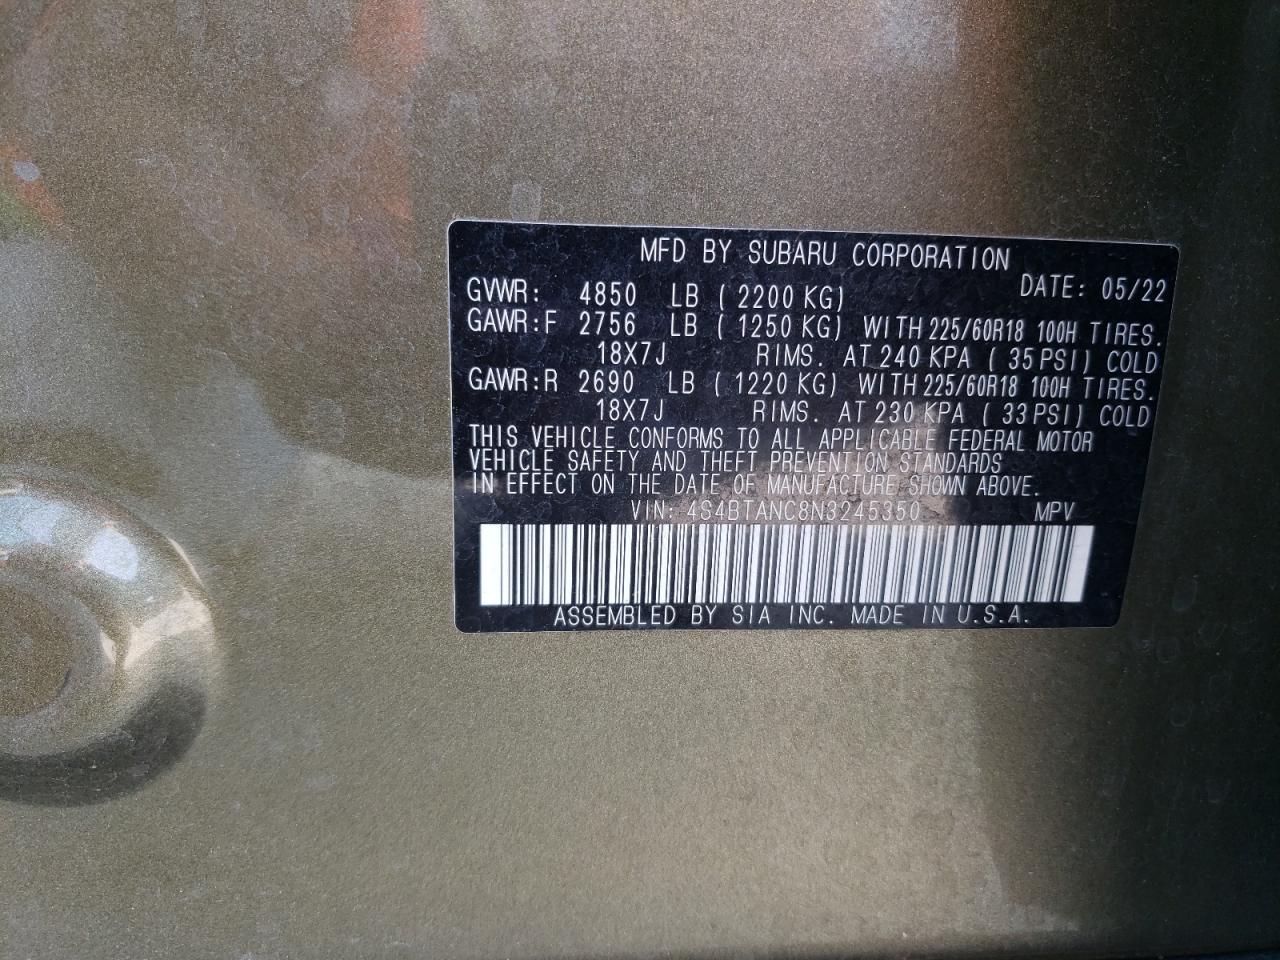 MFD BY SUBARU CORPORATION
DATE: 05/22
GVWR: 4850 LB (2200 KG)
GAWR:F 2756 LB (1250 KG) WITH 225/60R18 100H TIRES.
18X7J RIMS. AT 240 KPA (35 PSI) COLD
GAWR:R 2690 LB (1220 KG) WITH 225/60R18 100H TIRES.
18X7J RIMS. AT 230 KPA (33 PSI) COLD
THIS VEHICLE CONFORMS TO ALL APPLICABLE FEDERAL MOTOR
VEHICLE SAFETY AND THEFT PREVENTION STANDARDS
IN EFFECT ON THE DATE OF MANUFACTURE SHOWN ABOVE.
VIN: 4S4BTANC8N3245350 MPV
ASSEMBLED BY SIA INC. MADE IN U.S.A.